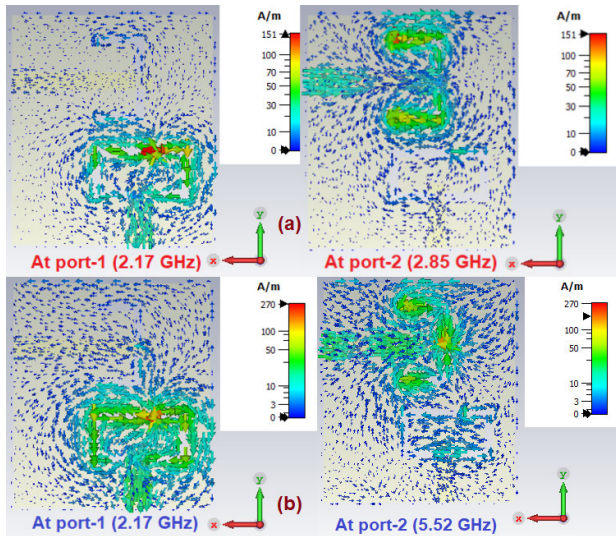 A/m
151
100
70
50
30
10
0
y
x
At port-1 (2.17 GHz)
(a)
A/m
151
100
70
50
30
10
0
y
x
At port-2 (2.85 GHz)
A/m
270
100
50
10
3
0
y
x
At port-1 (2.17 GHz)
(b)
A/m
270
100
50
10
3
0
y
x
At port-2 (5.52 GHz)